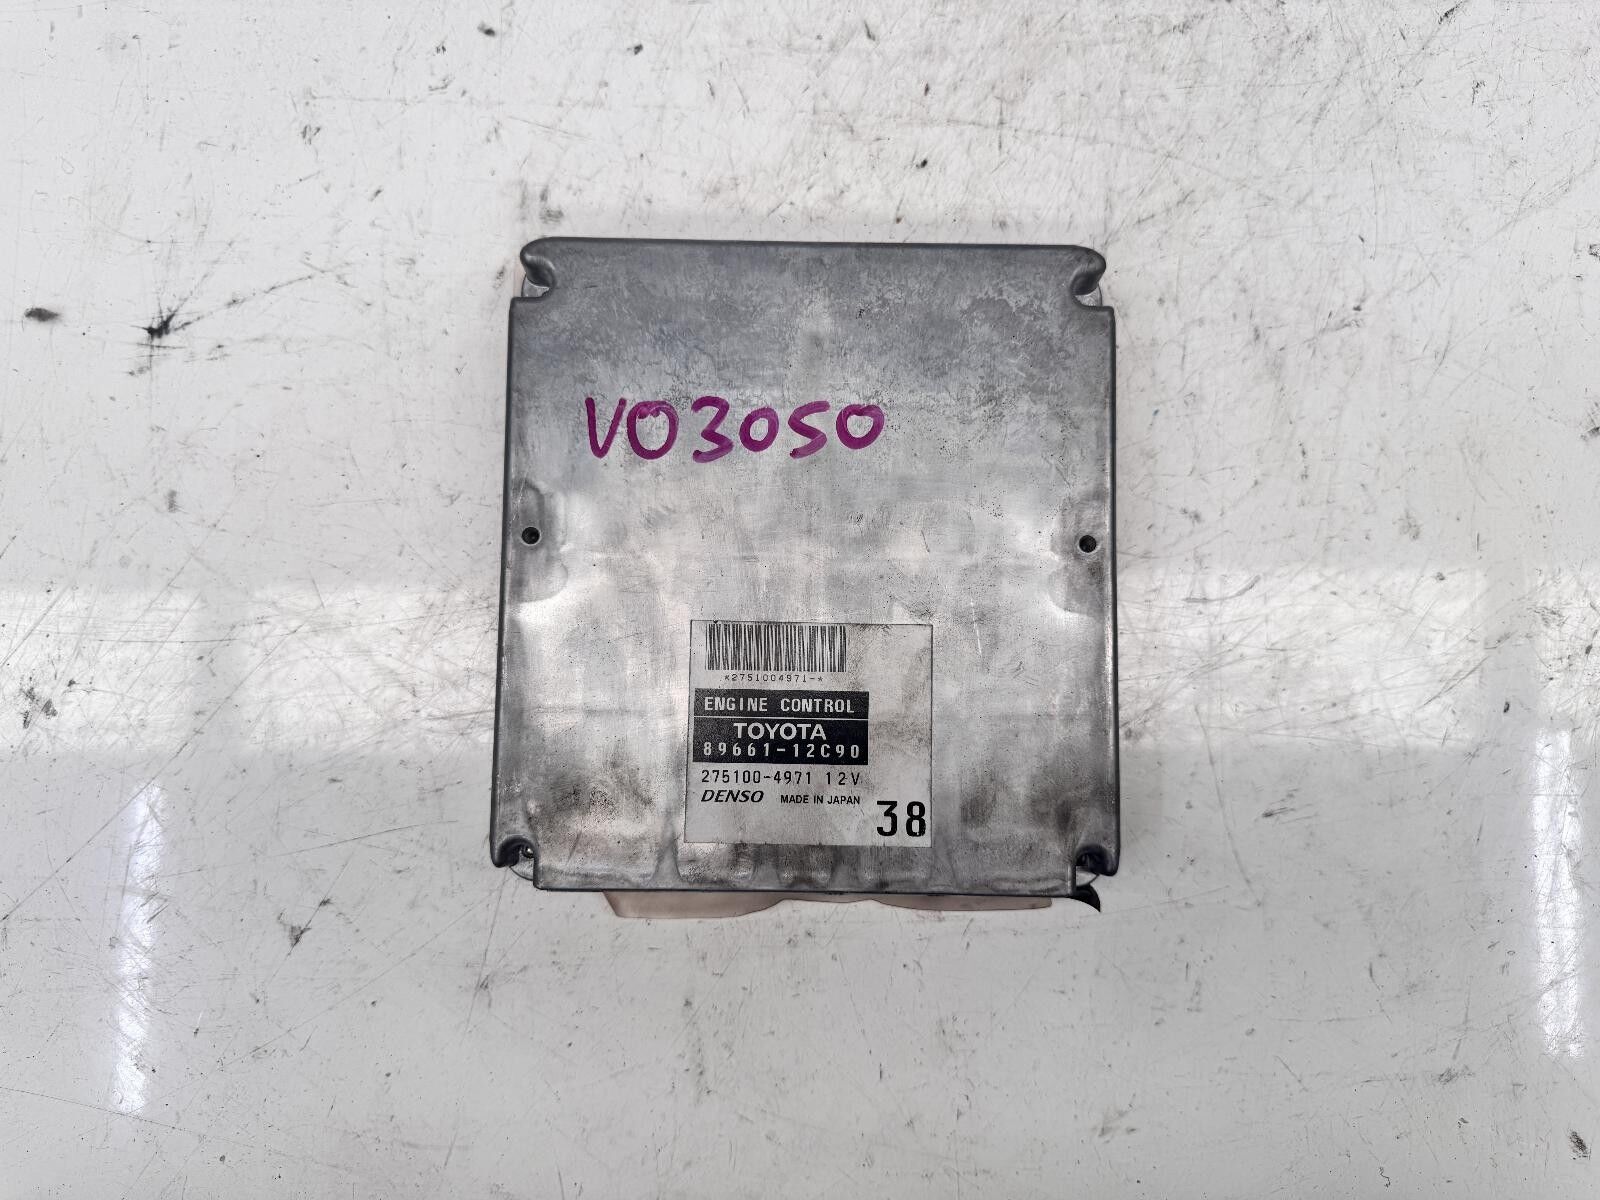 VO3050
*2751004971-*
ENGINE CONTROL
TOYOTA
89661-12C90
275100-4971 12V
DENSO MADE IN JAPAN 38